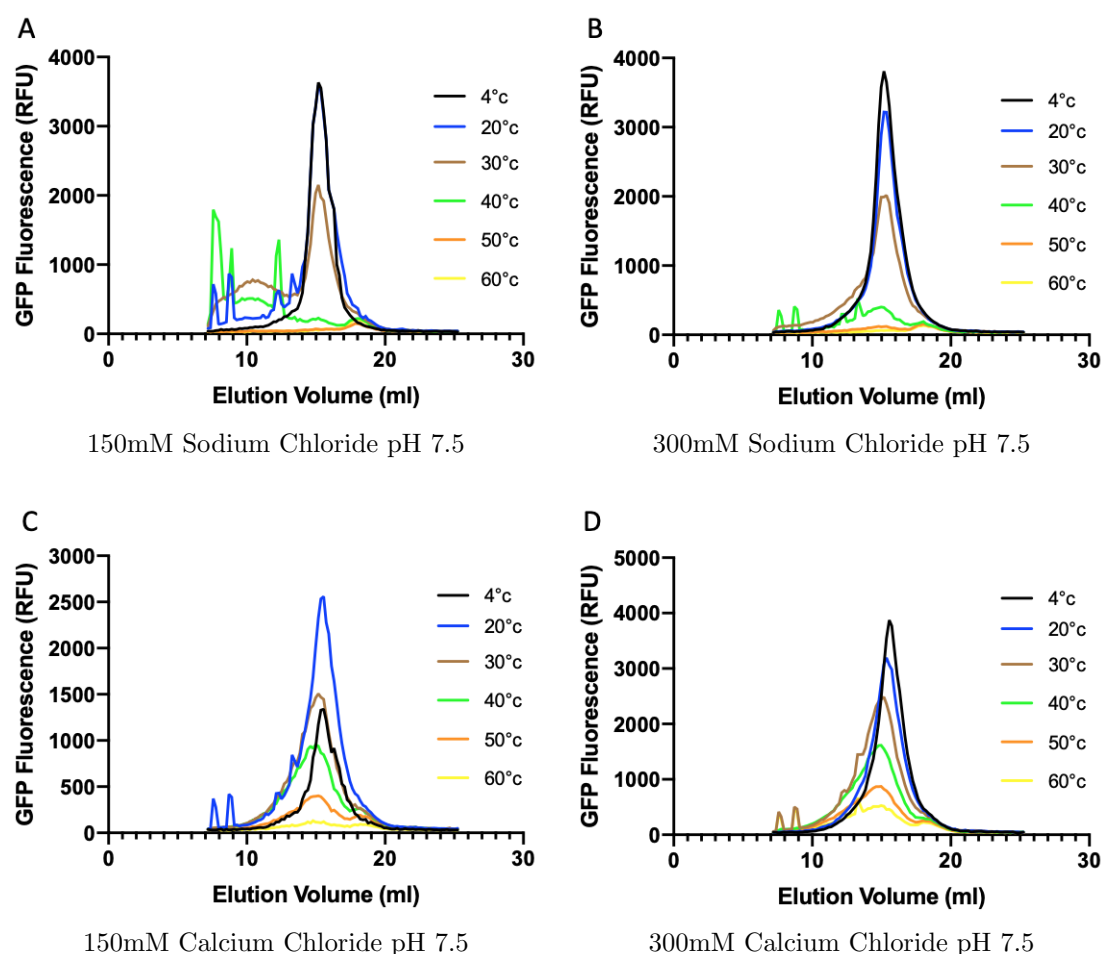 A
GFP Fluorescence (RFU)
4000
3000
2000
1000
0
0 10 20 30
Elution Volume (ml)
4°c
20°c
30°c
40°c
50°c
60°c
150mM Sodium Chloride pH 7.5
B
GFP Fluorescence (RFU)
4000
3000
2000
1000
0
0 10 20 30
Elution Volume (ml)
4°c
20°c
30°c
40°c
50°c
60°c
300mM Sodium Chloride pH 7.5
C
GFP Fluorescence (RFU)
3000
2500
2000
1500
1000
500
0
0 10 20 30
Elution Volume (ml)
4°c
20°c
30°c
40°c
50°c
60°c
150mM Calcium Chloride pH 7.5
D
GFP Fluorescence (RFU)
5000
4000
3000
2000
1000
0
0 10 20 30
Elution Volume (ml)
4°c
20°c
30°c
40°c
50°c
60°c
300mM Calcium Chloride pH 7.5